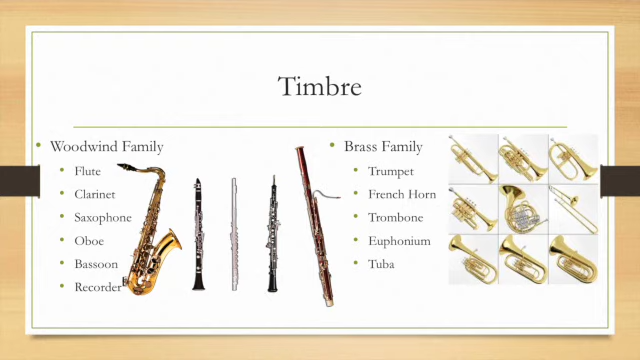 Timbre
Woodwind Family
Flute
Clarinet
Saxophone
Oboe
Bassoon
Recorder
Brass Family
Trumpet
French Horn
Trombone
Euphonium
Tuba